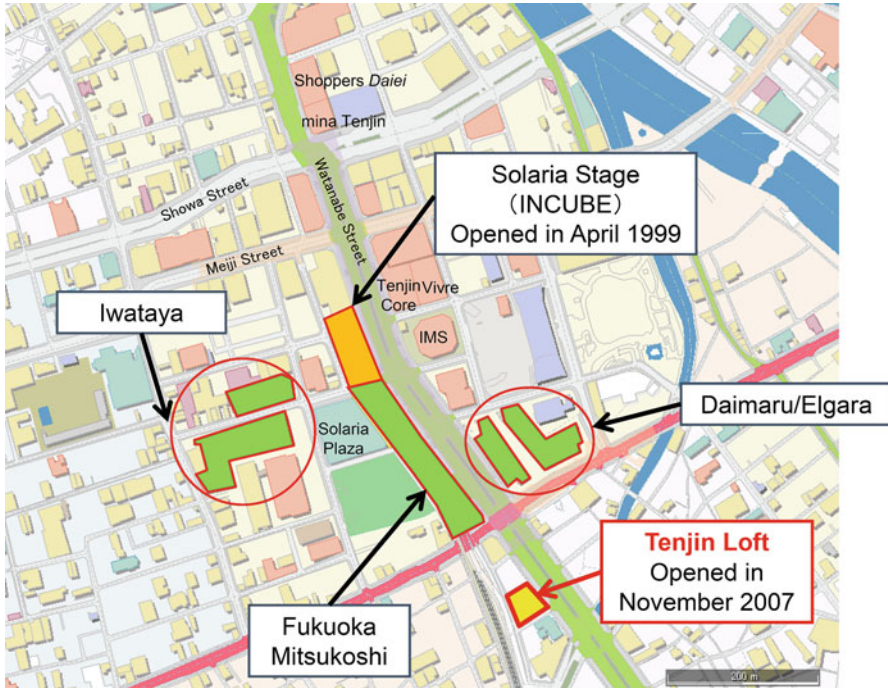 Shoppers Daiei
mina Tenjin
Watanabe Street
Showa Street
Meiji Street
Solaria Stage
（INCUBE）
Opened in April 1999
Iwataya
Tenjin
Core
Vivre
IMS
Daimaru/Elgara
Solaria
Plaza
Tenjin Loft
Opened in
November 2007
Fukuoka
Mitsukoshi
200 m